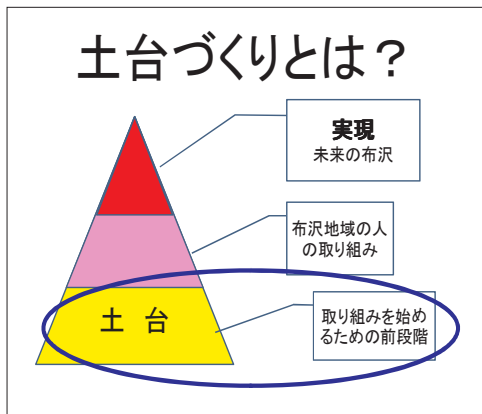 土台づくりとは？
実現
未来の布沢
布沢地域の人
の取り組み
土 台
取り組みを始め
るための前段階